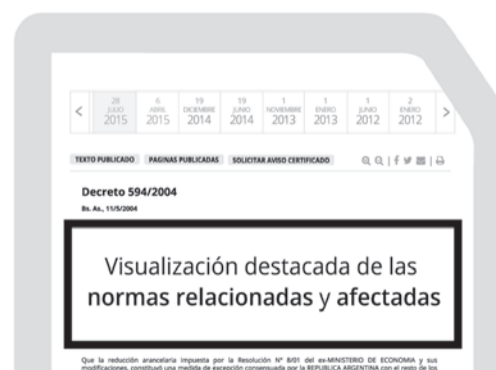 28 6 19 19 1 1 1 2
JULIO ABRIL DICIEMBRE JUNIO NOVIEMBRE ENERO JUNIO ENERO
2015 2015 2014 2014 2013 2013 2012 2012
TEXTO PUBLICADO PAGINAS PUBLICADAS SOLICITAR AVISO CERTIFICADO
Decreto 594/2004
Bs. As., 11/5/2004
Visualización destacada de las
normas relacionadas y afectadas
Que la reducción arancelaria impuesta por la Resolución N° 8/01 del ex-MINISTERIO DE ECONOMIA y sus
modificaciones, constituyó una medida de excepción consensuada por la REPUBLICA ARGENTINA con el resto de los